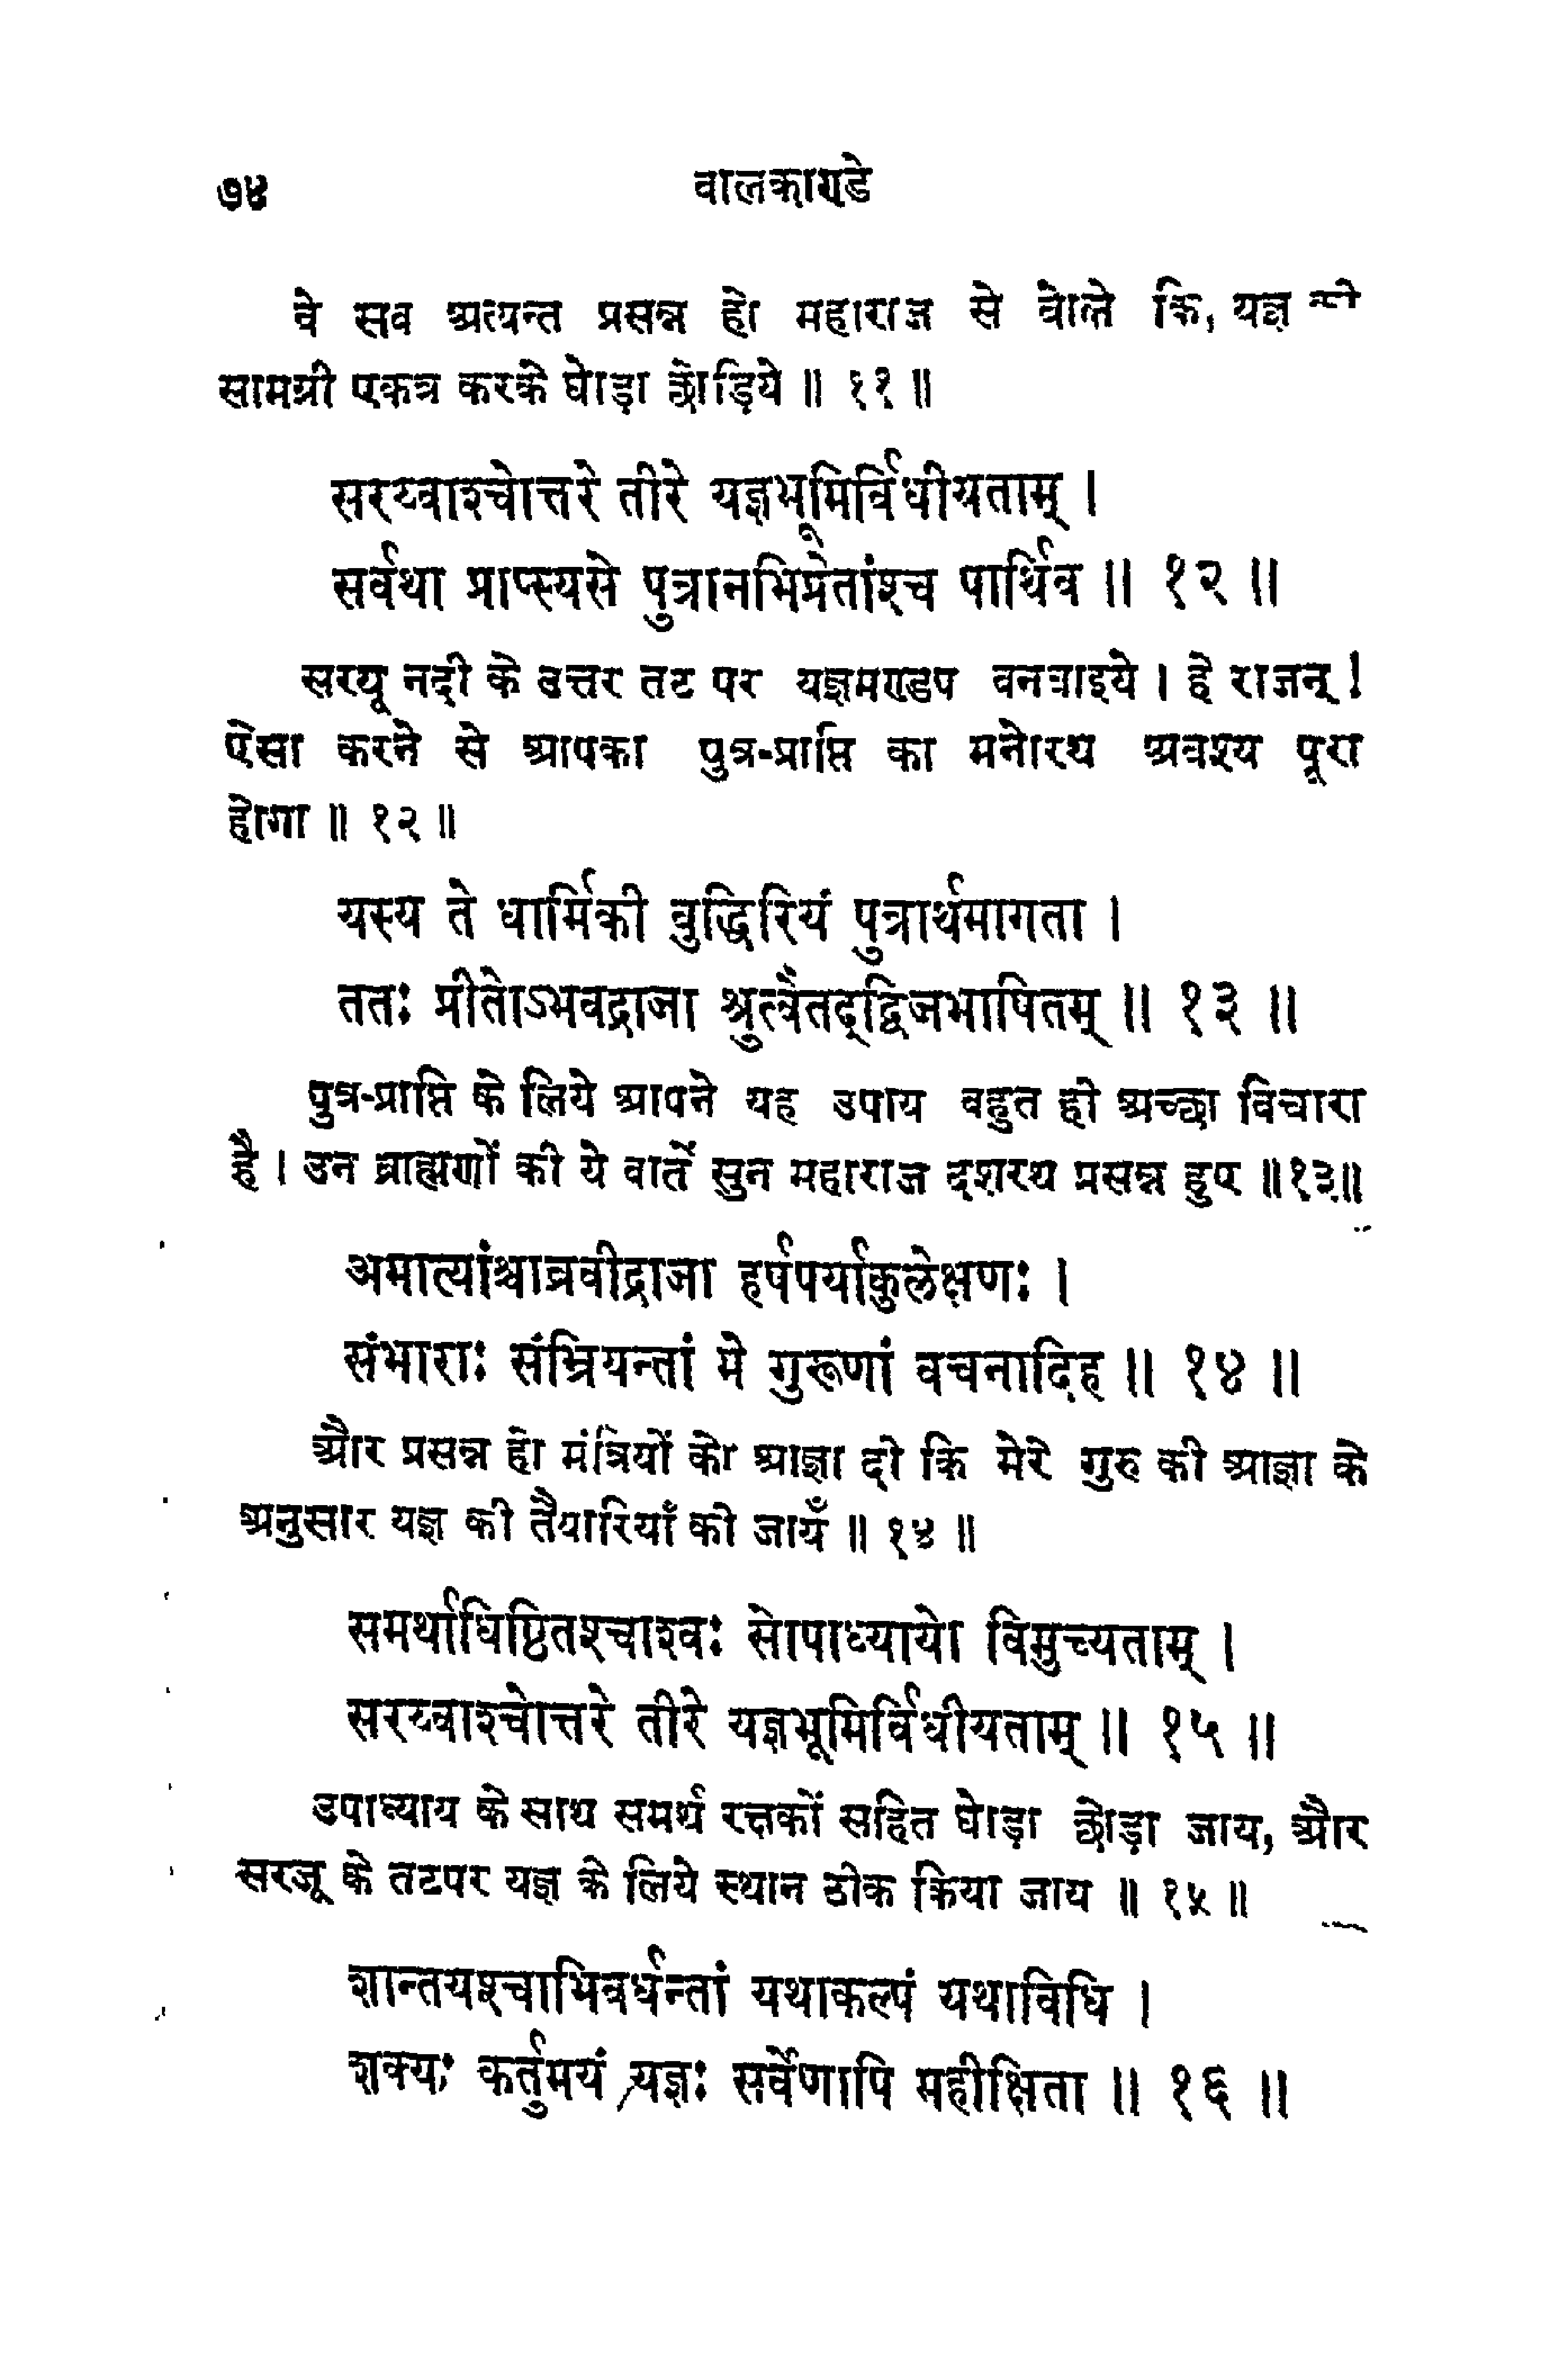 ७४ बालकाण्डे
वे सब अत्यन्त प्रसन्न हो महाराज से बोले कि, यज्ञ की
सामग्री एकत्र करके घोड़ा छोड़िये ॥ ११ ॥
सरय्वाश्चोत्तरे तीरे यज्ञभूमिर्विधीयताम् ।
सर्वथा प्राप्स्यसे पुत्रानभिप्रेतांश्च पार्थिव ॥ १२ ॥
सरयू नदी के उत्तर तट पर यज्ञमण्डप बनवाइये । हे राजन् !
ऐसा करने से आपका पुत्र-प्राप्ति का मनोरथ अवश्य पूरा
होगा ॥ १२ ॥
यस्य ते धार्मिकी बुद्धिरियं पुत्रार्थमागता ।
ततः प्रीतोऽभवद्राजा श्रुत्वैतद्द्विजभाषितम् ॥ १३ ॥
पुत्र-प्राप्ति के लिये आपने यह उपाय बहुत ही अच्छा विचारा
है । उन ब्राह्मणों की ये बातें सुन महाराज दशरथ प्रसन्न हुए ॥१३॥
अमात्यांश्चाब्रवीद्राजा हर्षपर्याकुलेक्षणः ।
संभाराः संभ्रियन्तां मे गुरूणां वचनादिह ॥ १४ ॥
और प्रसन्न हो मंत्रियों को आज्ञा दी कि मेरे गुरु की आज्ञा के
अनुसार यज्ञ की तैयारियाँ की जायँ ॥ १४ ॥
समर्थाधिष्ठितश्चाश्वः सोपाध्यायो विमुच्यताम् ।
सरय्वाश्चोत्तरे तीरे यज्ञभूमिर्विधीयताम् ॥ १५ ॥
उपाध्याय के साथ समर्थ रक्षकों सहित घोड़ा छोड़ा जाय, और
सरजू के तटपर यज्ञ के लिये स्थान ठीक किया जाय ॥ १५ ॥
शान्तयश्चाभिवर्धन्तां यथाकल्पं यथाविधि ।
शक्यः कर्तुमयं यज्ञः सर्वेणापि महीक्षिता ॥ १६ ॥